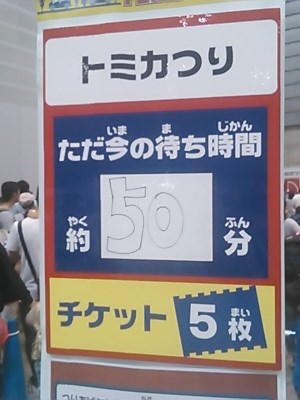 トミカつり
いま ま じかん
ただ今の待ち時間
やく ふん
約 50 分
まい
チケット 5枚